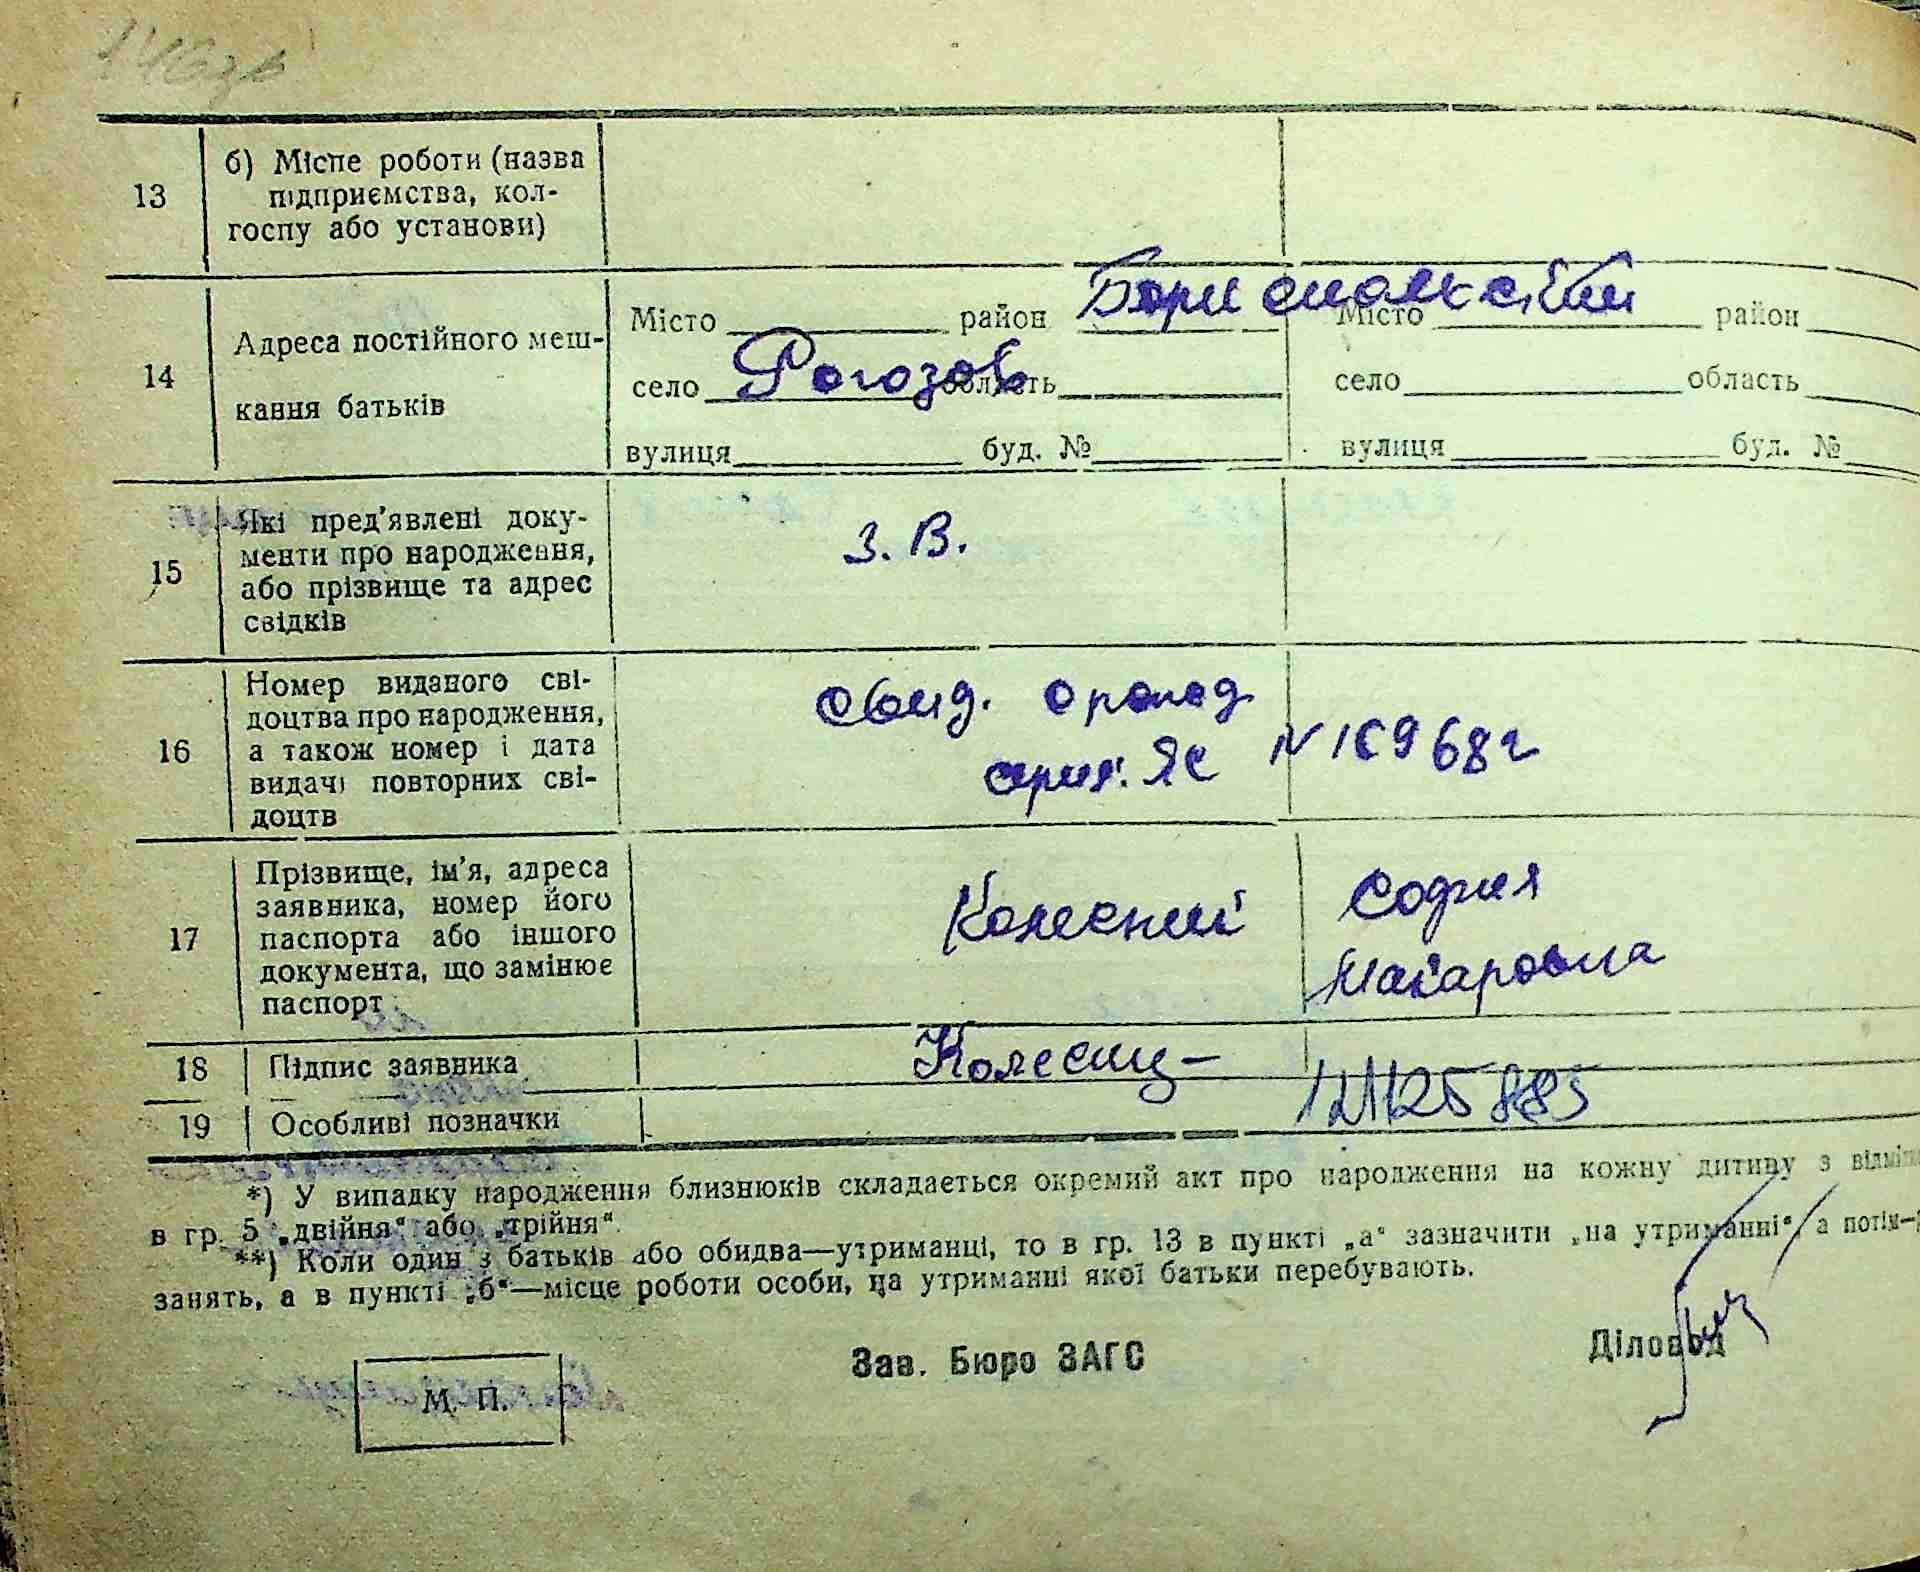 146зв
13
б) Місце роботи (назва
підприємства, кол-
госпу або установи)
14
Адреса постійного меш-
кання батьків
Місто район Бориспольский Місто район
село Рогозов область село область
вулиця буд. № вулиця буд. №
15
Які пред'явлені доку-
менти про народження,
або прізвище та адрес
свідків
З. В.
16
Номер виданого сві-
доцтва про народження,
а також номер і дата
видачі повторних сві-
доцтв
свид. о рожд
серия: ЯС
17
Прізвище, ім'я, адреса
заявника, номер його
паспорта або іншого
документа, що замінює
паспорт
София
Макаровна
18 Підпис заявника
19 Особливі позначки
*) У випадку народження близнюків складається окремий акт про народження на кожну дитину з
в гр. 5 „двійня“ або „трійня“.
**) Коли один з батьків або обидва—утриманці, то в гр. 13 в пункті „а“ зазначити „на утриманні“ а потім—
занять, а в пункті „б“—місце роботи особи, на утриманні якої батьки перебувають.
Зав. Бюро ЗАГС
Діловод
М. П.